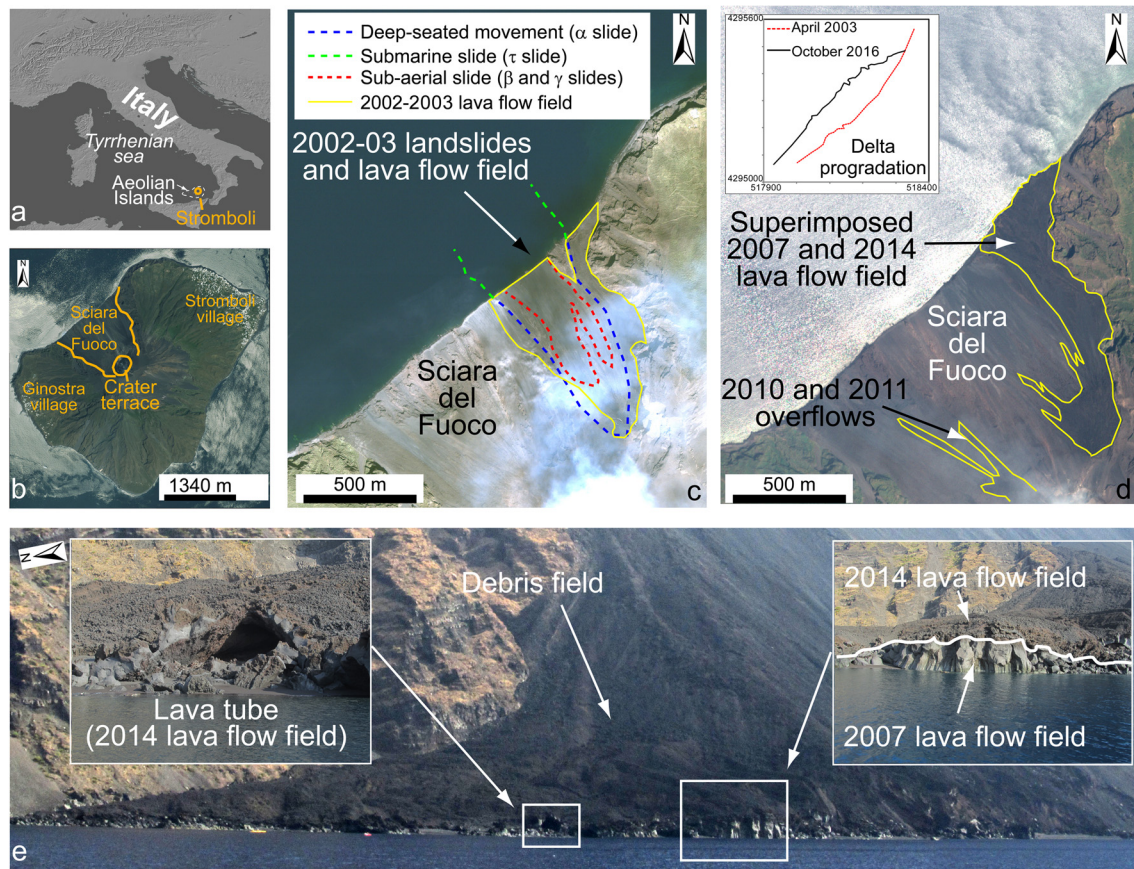 Italy
Tyrrhenian
sea
Aeolian
Islands
Stromboli
a
N
Sciara
del
Fuoco
Stromboli
village
Ginostra
village
Crater
terrace
1340 m
b
N
Deep-seated movement (α slide)
Submarine slide (τ slide)
Sub-aerial slide (β and γ slides)
2002-2003 lava flow field
2002-03 landslides
and lava flow field
Sciara
del
Fuoco
500 m
c
N
4295600
April 2003
October 2016
Delta
progradation
4295000
517900
518400
Superimposed
2007 and 2014
lava flow field
Sciara
del
Fuoco
2010 and 2011
overflows
500 m
d
N
Lava tube
(2014 lava flow field)
Debris field
2014 lava flow field
2007 lava flow field
e